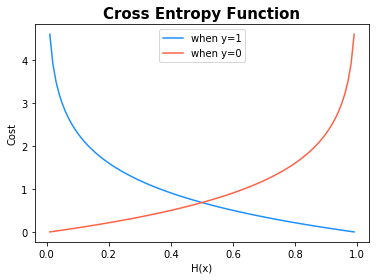 Cross Entropy Function
when y=1
when y=0
Cost
4
3
2
1
0
0.0 0.2 0.4 0.6 0.8 1.0
H(x)